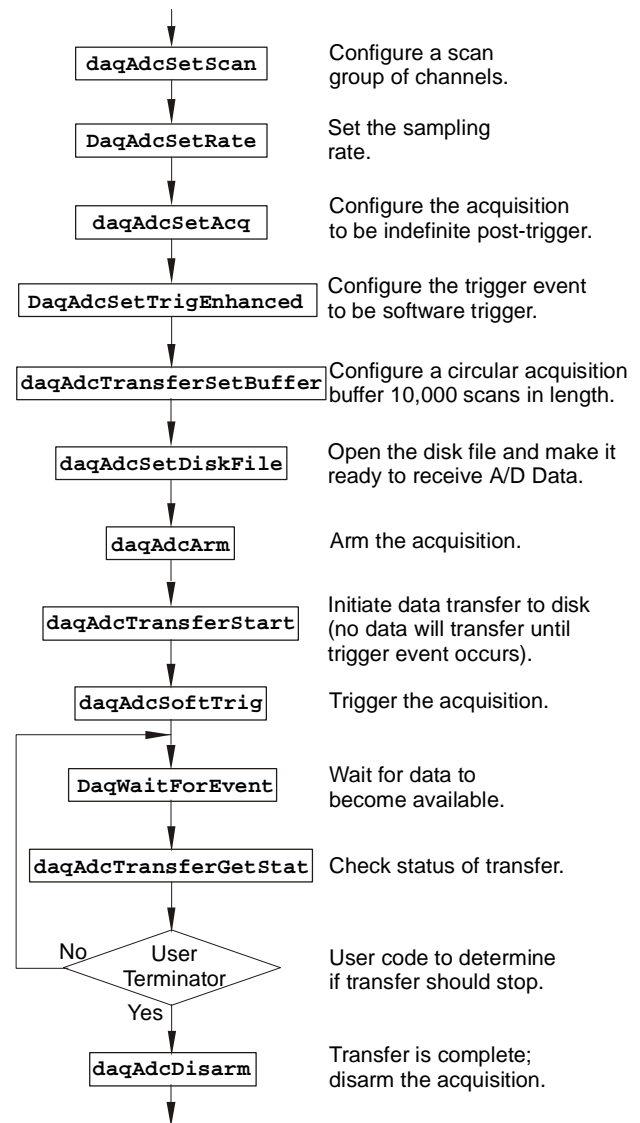 daqAdcSetScan
Configure a scan
group of channels.
DaqAdcSetRate
Set the sampling
rate.
daqAdcSetAcq
Configure the acquisition
to be indefinite post-trigger.
DaqAdcSetTrigEnhanced
Configure the trigger event
to be software trigger.
daqAdcTransferSetBuffer
Configure a circular acquisition
buffer 10,000 scans in length.
daqAdcSetDiskFile
Open the disk file and make it
ready to receive A/D Data.
daqAdcArm
Arm the acquisition.
daqAdcTransferStart
Initiate data transfer to disk
(no data will transfer until
trigger event occurs).
daqAdcSoftTrig
Trigger the acquisition.
DaqWaitForEvent
Wait for data to
become available.
daqAdcTransferGetStat
Check status of transfer.
No
User
Terminator
User code to determine
if transfer should stop.
Yes
daqAdcDisarm
Transfer is complete;
disarm the acquisition.